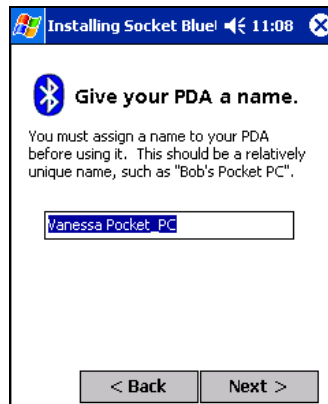 Installing Socket Blue 11:08
Give your PDA a name.
You must assign a name to your PDA
before using it. This should be a relatively
unique name, such as "Bob's Pocket PC".
Vanessa Pocket_PC
< Back Next >